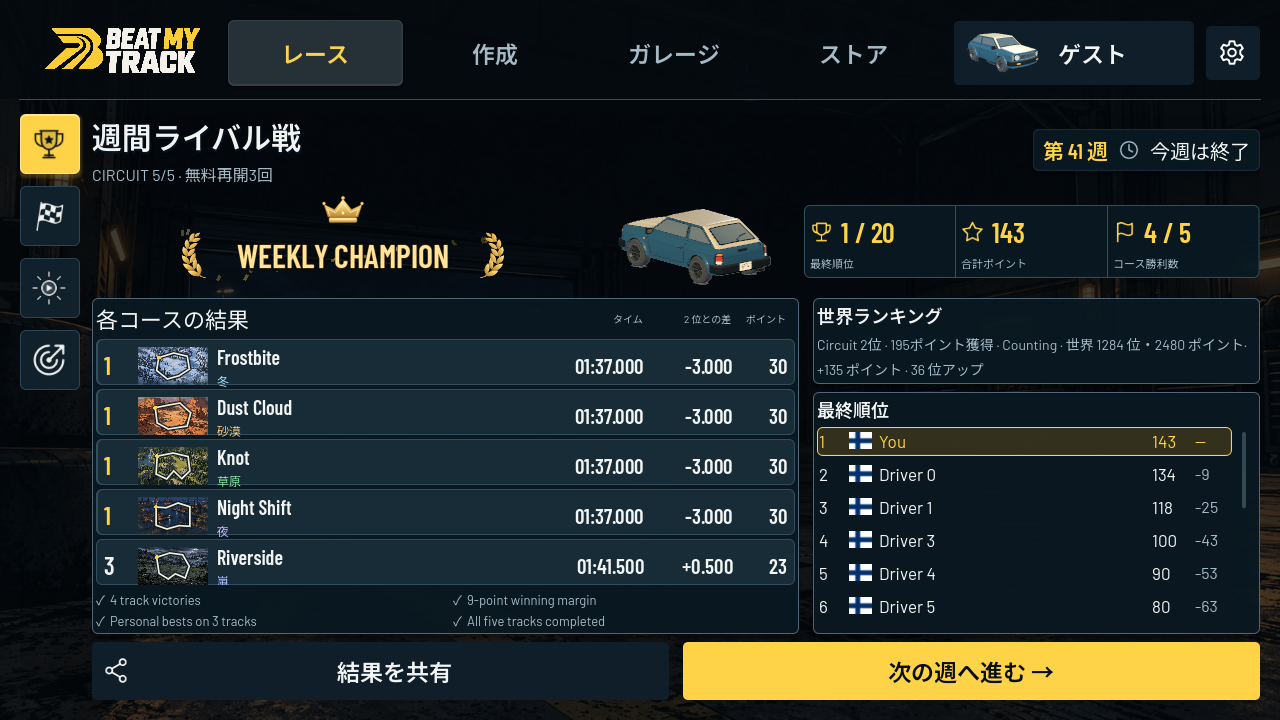 BEAT MY TRACK
レース
作成
ガレージ
ストア
ゲスト
週間ライバル戦
CIRCUIT 5/5 · 無料再開3回
第 41 週 今週は終了
WEEKLY CHAMPION
1 / 20
最終順位
143
合計ポイント
4 / 5
コース勝利数
各コースの結果 タイム 2 位との差 ポイント
1 Frostbite 01:37.000 -3.000 30
冬
1 Dust Cloud 01:37.000 -3.000 30
砂漠
1 Knot 01:37.000 -3.000 30
草原
1 Night Shift 01:37.000 -3.000 30
夜
3 Riverside 01:41.500 +0.500 23
嵐
✓ 4 track victories ✓ 9-point winning margin
✓ Personal bests on 3 tracks ✓ All five tracks completed
世界ランキング
Circuit 2位 · 195ポイント獲得 · Counting · 世界 1284 位・2480 ポイント·
+135 ポイント · 36 位アップ
最終順位
1 You 143 —
2 Driver 0 134 -9
3 Driver 1 118 -25
4 Driver 3 100 -43
5 Driver 4 90 -53
6 Driver 5 80 -63
結果を共有
次の週へ進む →